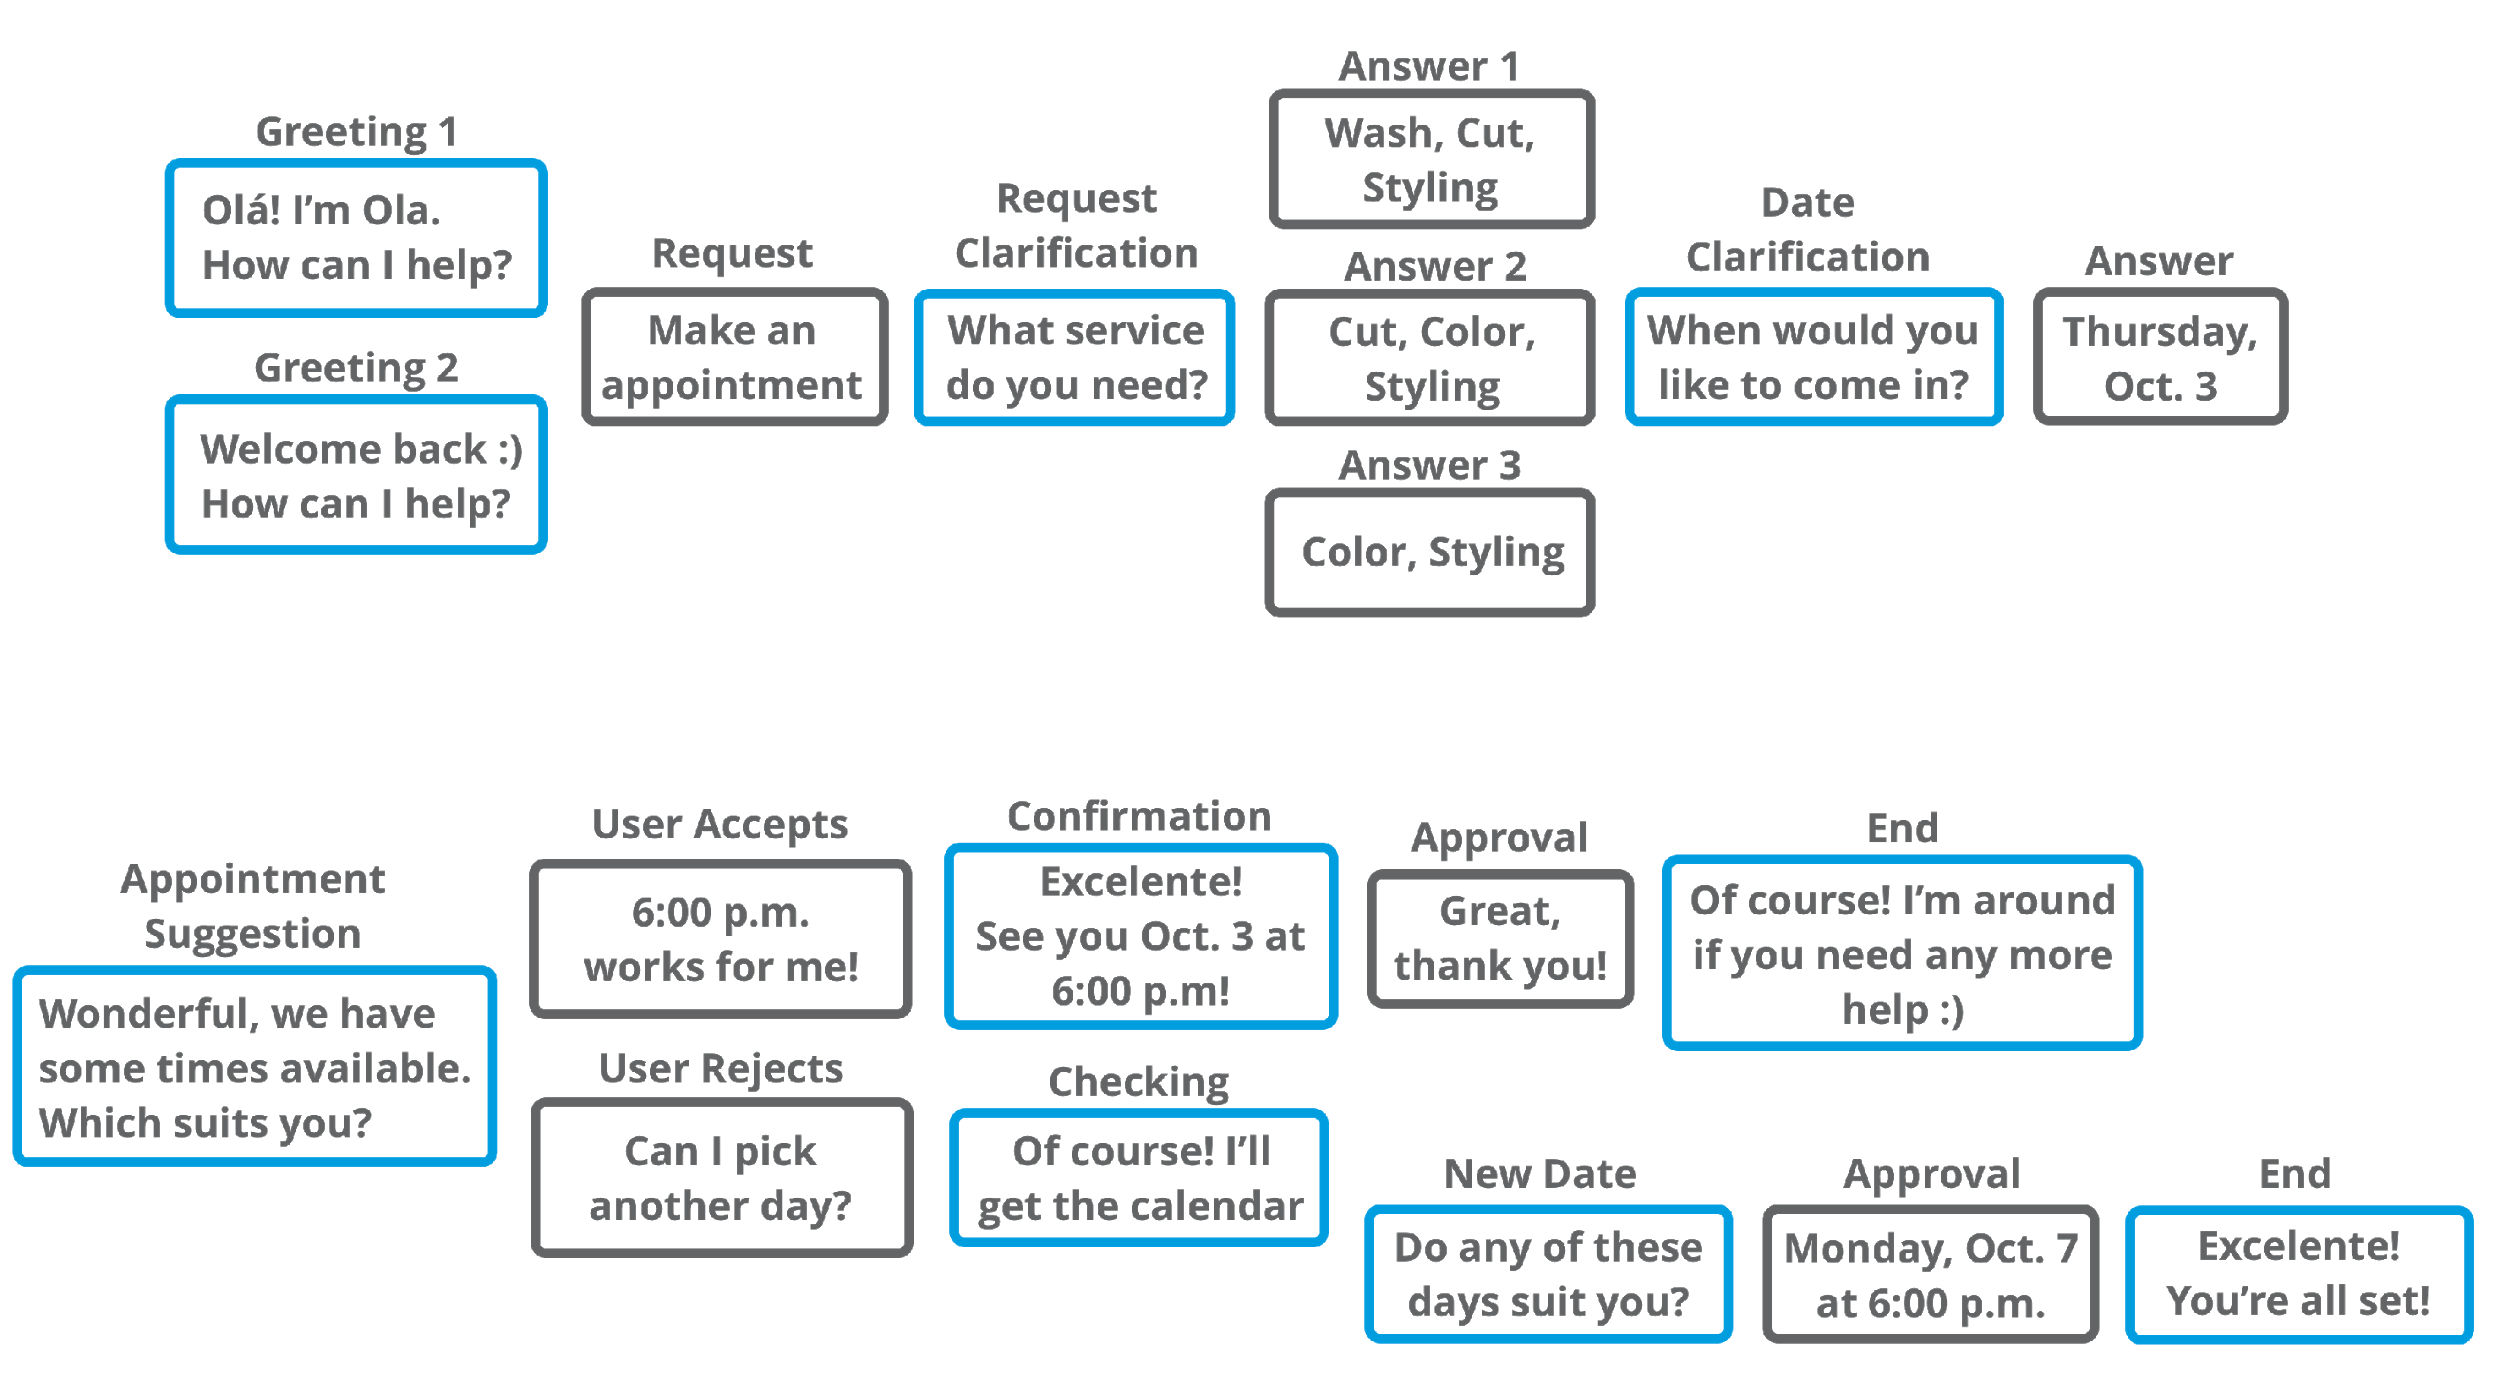 Greeting 1
Olá! I'm Ola.
How can I help?
Greeting 2
Welcome back :)
How can I help?
Request
Make an
appointment
Request
Clarification
What service
do you need?
Answer 1
Wash, Cut,
Styling
Answer 2
Cut, Color,
Styling
Answer 3
Color, Styling
Date
Clarification
When would you
like to come in?
Answer
Thursday,
Oct. 3
Appointment
Suggestion
Wonderful, we have
some times available.
Which suits you?
User Accepts
6:00 p.m.
works for me!
User Rejects
Can I pick
another day?
Confirmation
Excelente!
See you Oct. 3 at
6:00 p.m!
Checking
Of course! I'll
get the calendar
Approval
Great,
thank you!
End
Of course! I'm around
if you need any more
help :)
New Date
Do any of these
days suit you?
Approval
Monday, Oct. 7
at 6:00 p.m.
End
Excelente!
You're all set!